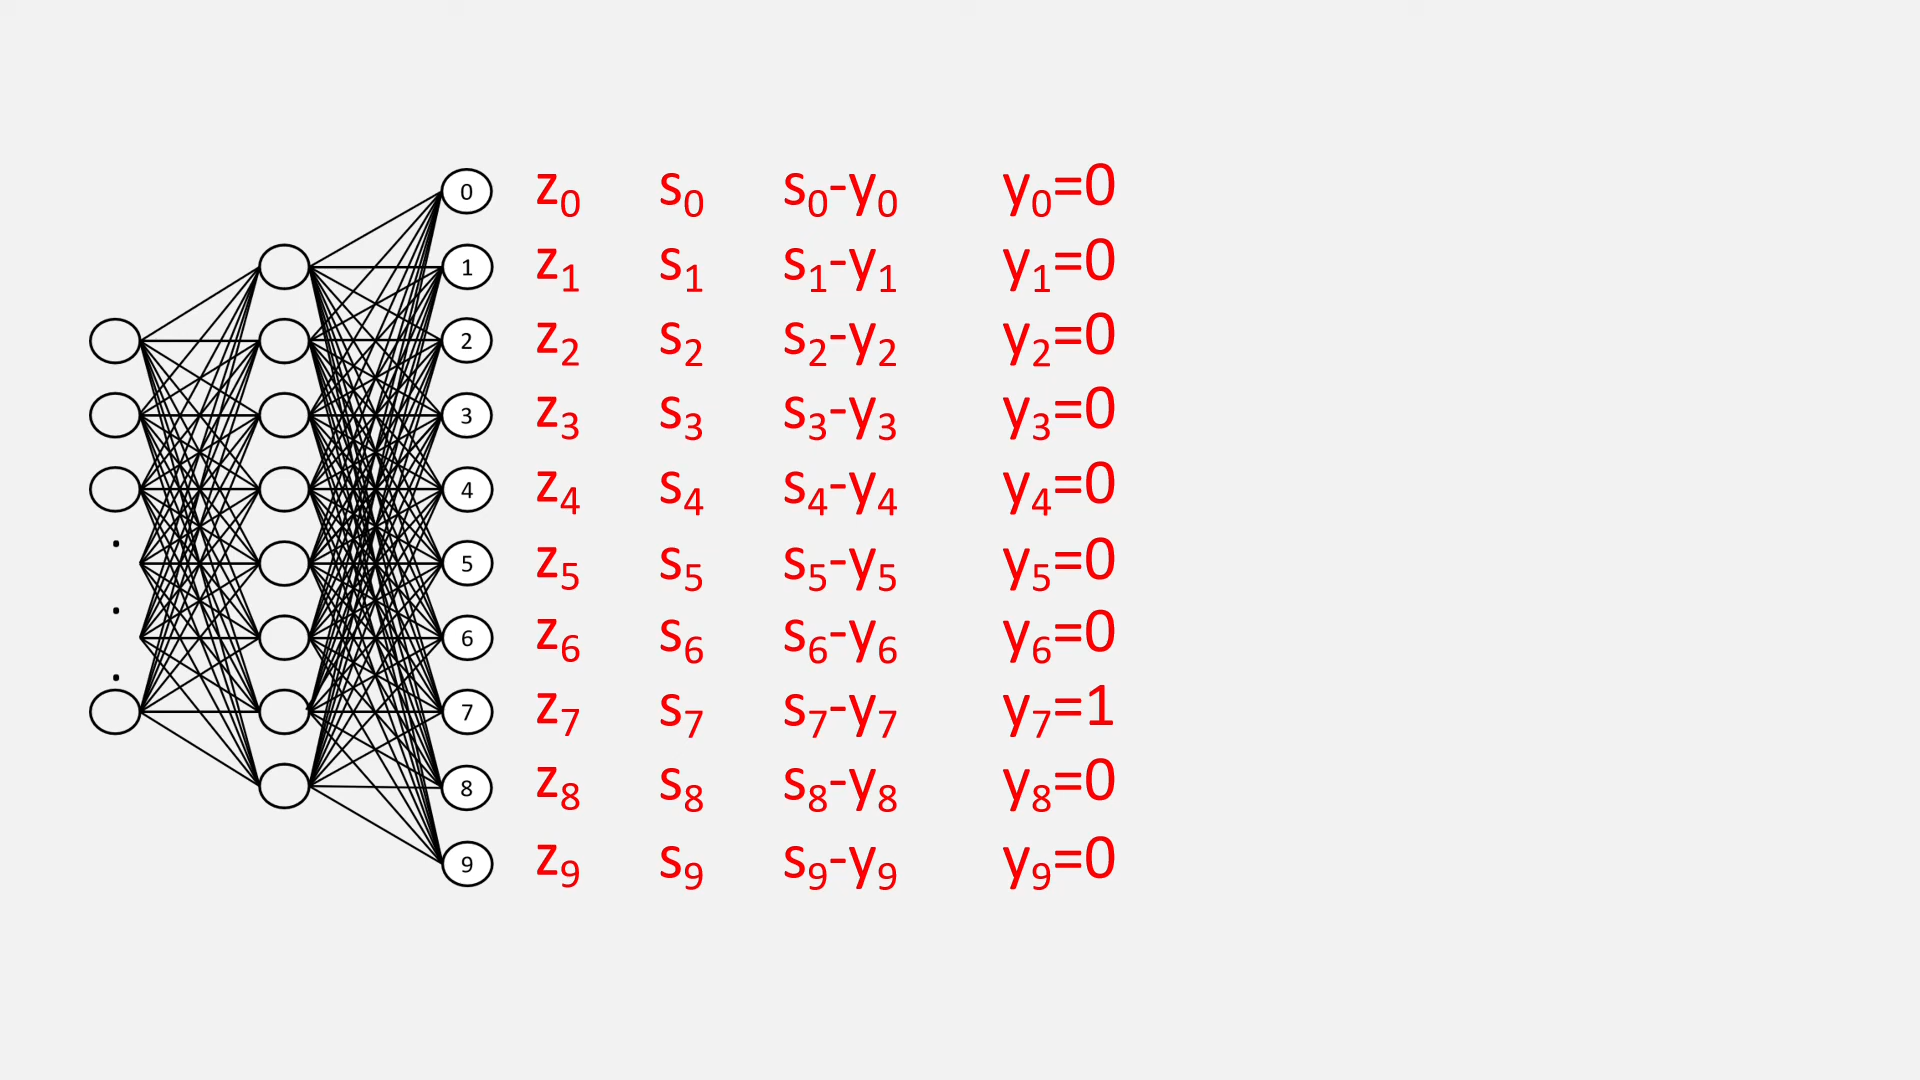 0 z₀ s₀ s₀-y₀ y₀=0
1 z₁ s₁ s₁-y₁ y₁=0
2 z₂ s₂ s₂-y₂ y₂=0
3 z₃ s₃ s₃-y₃ y₃=0
4 z₄ s₄ s₄-y₄ y₄=0
5 z₅ s₅ s₅-y₅ y₅=0
6 z₆ s₆ s₆-y₆ y₆=0
7 z₇ s₇ s₇-y₇ y₇=1
8 z₈ s₈ s₈-y₈ y₈=0
9 z₉ s₉ s₉-y₉ y₉=0